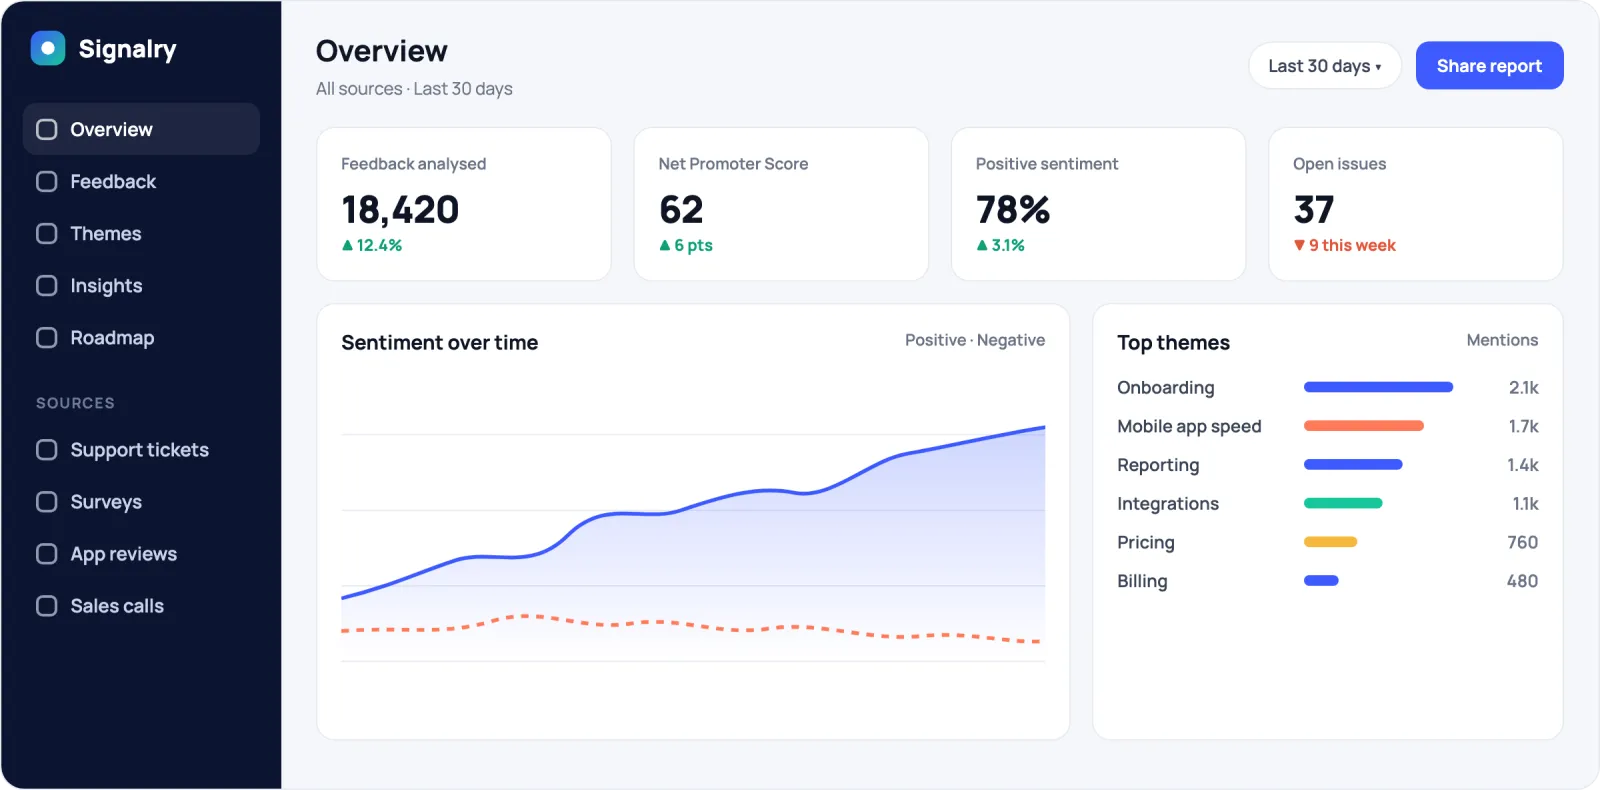 Signalry
Overview
Feedback
Themes
Insights
Roadmap
SOURCES
Support tickets
Surveys
App reviews
Sales calls
Overview
All sources · Last 30 days
Last 30 days ▾
Share report
Feedback analysed
18,420
▲ 12.4%
Net Promoter Score
62
▲ 6 pts
Positive sentiment
78%
▲ 3.1%
Open issues
37
▼ 9 this week
Sentiment over time
Positive · Negative
Top themes
Mentions
Onboarding 2.1k
Mobile app speed 1.7k
Reporting 1.4k
Integrations 1.1k
Pricing 760
Billing 480